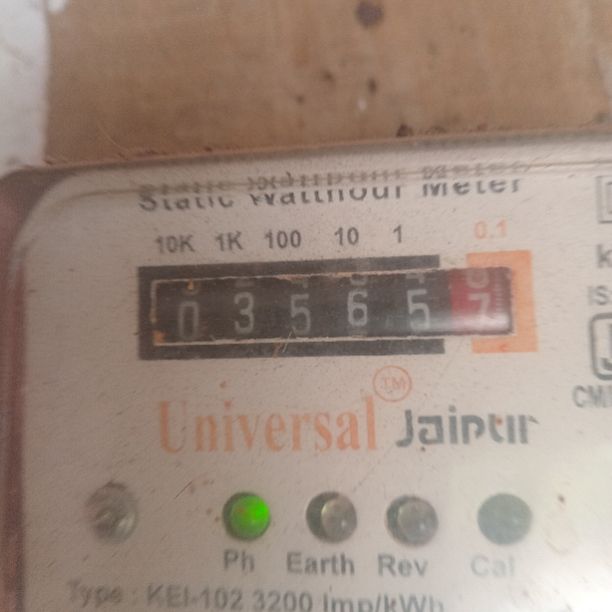 Static Watthour Meter
10K 1K 100 10 1 0.1
0 3 5 6 5 7
Universal TM Jaipur
Ph Earth Rev Cal
Type : KEI-102 3200 Imp/kWh